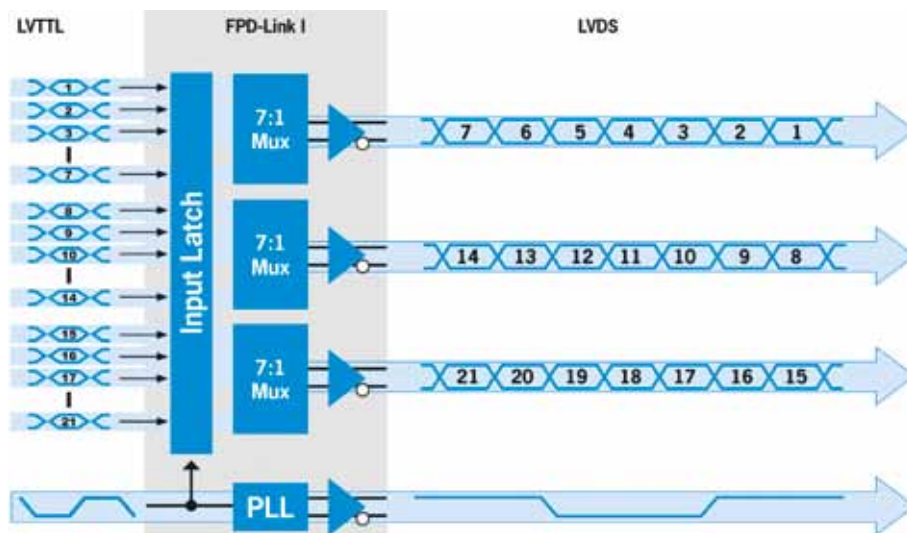 LVTTL FPD-Link I LVDS
1
2
3
7
8
9
10
14
15
16
17
21
Input Latch
7:1
Mux
7:1
Mux
7:1
Mux
PLL
7 6 5 4 3 2 1
14 13 12 11 10 9 8
21 20 19 18 17 16 15